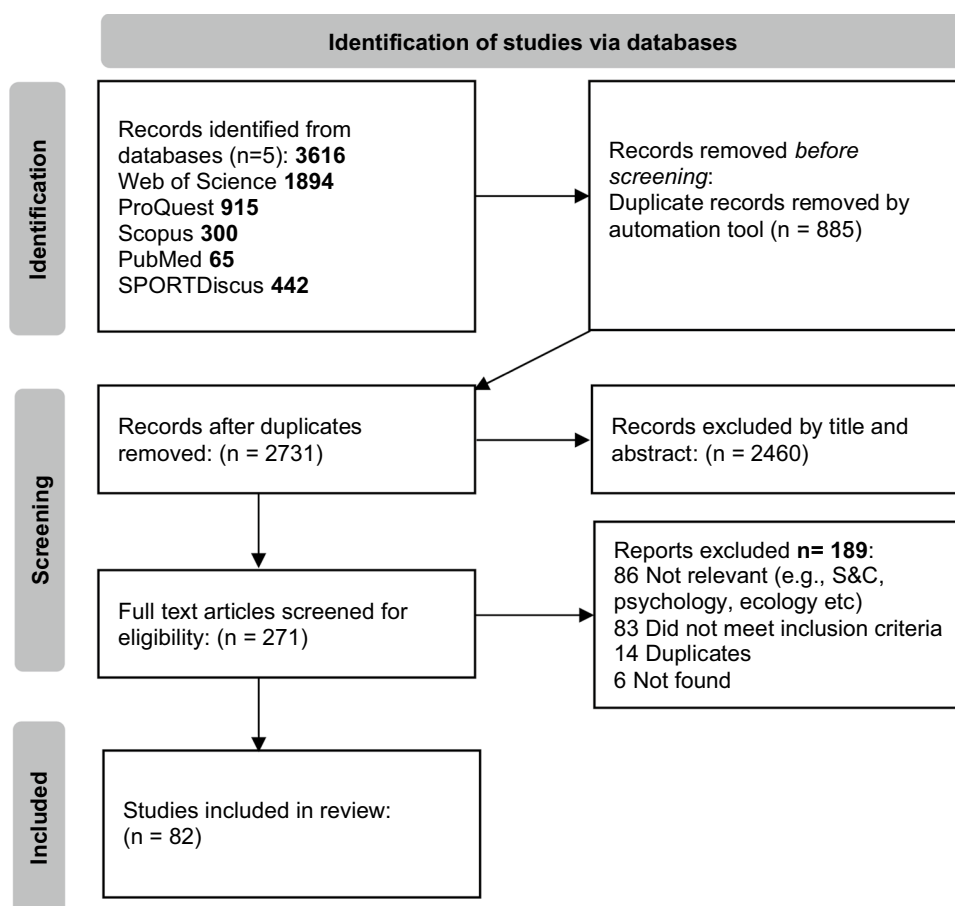 Identification of studies via databases
Identification
Records identified from
databases (n=5): 3616
Web of Science 1894
ProQuest 915
Scopus 300
PubMed 65
SPORTDiscus 442
Records removed before
screening:
Duplicate records removed by
automation tool (n = 885)
Screening
Records after duplicates
removed: (n = 2731)
Records excluded by title and
abstract: (n = 2460)
Full text articles screened for
eligibility: (n = 271)
Reports excluded n= 189:
86 Not relevant (e.g., S&C,
psychology, ecology etc)
83 Did not meet inclusion criteria
14 Duplicates
6 Not found
Included
Studies included in review:
(n = 82)